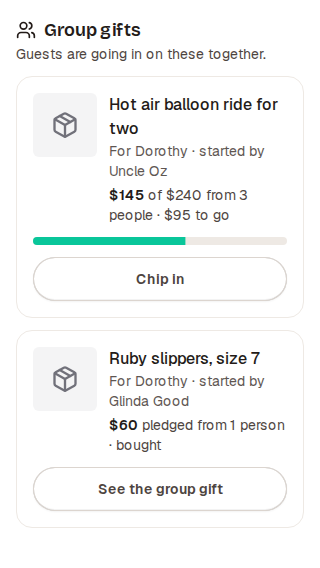 Group gifts
Guests are going in on these together.
Hot air balloon ride for
two
For Dorothy · started by
Uncle Oz
$145 of $240 from 3
people · $95 to go
Chip in
Ruby slippers, size 7
For Dorothy · started by
Glinda Good
$60 pledged from 1 person
· bought
See the group gift